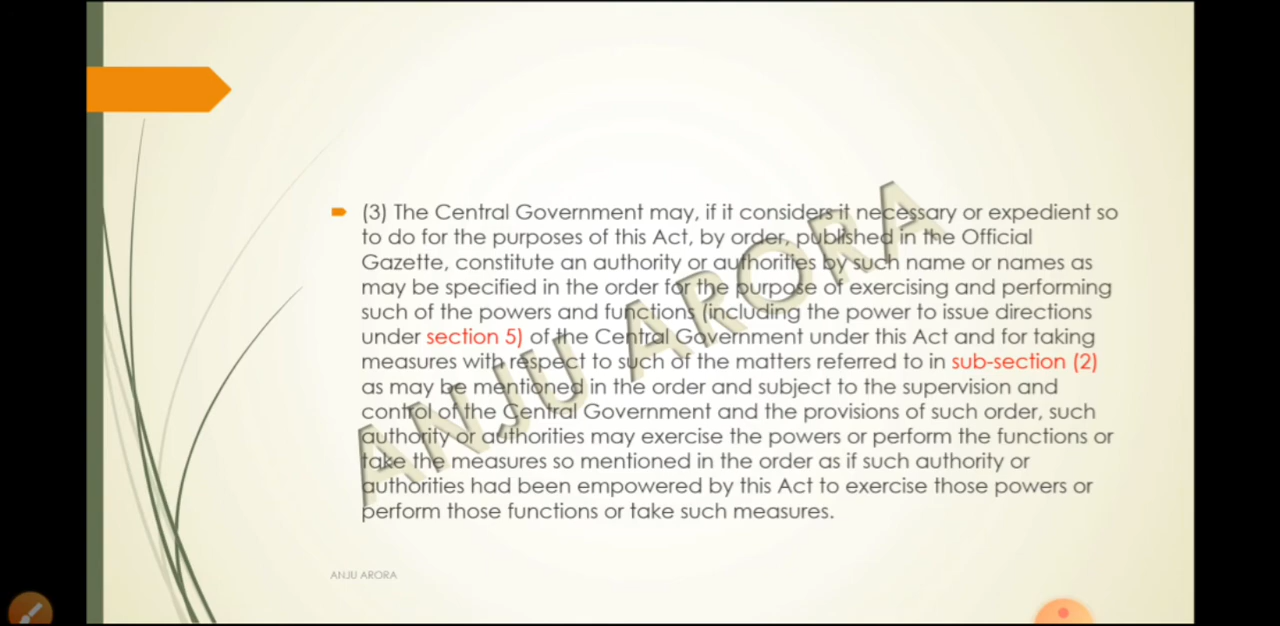 (3) The Central Government may, if it considers it necessary or expedient so
to do for the purposes of this Act, by order, published in the Official
Gazette, constitute an authority or authorities by such name or names as
may be specified in the order for the purpose of exercising and performing
such of the powers and functions (including the power to issue directions
under section 5) of the Central Government under this Act and for taking
measures with respect to such of the matters referred to in sub-section (2)
as may be mentioned in the order and subject to the supervision and
control of the Central Government and the provisions of such order, such
authority or authorities may exercise the powers or perform the functions or
take the measures so mentioned in the order as if such authority or
authorities had been empowered by this Act to exercise those powers or
perform those functions or take such measures.
ANJU ARORA
ANJU ARORA